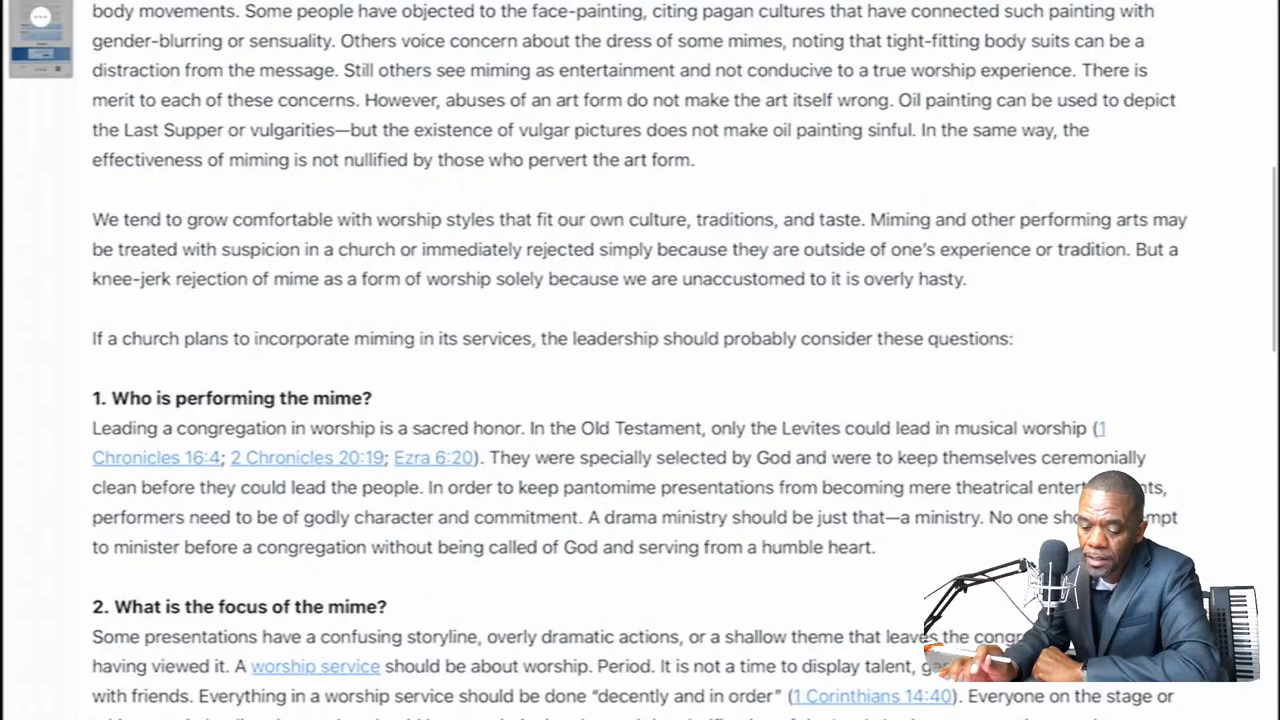 body movements. Some people have objected to the face-painting, citing pagan cultures that have connected such painting with
gender-blurring or sensuality. Others voice concern about the dress of some mimes, noting that tight-fitting body suits can be a
distraction from the message. Still others see miming as entertainment and not conducive to a true worship experience. There is
merit to each of these concerns. However, abuses of an art form do not make the art itself wrong. Oil painting can be used to depict
the Last Supper or vulgarities—but the existence of vulgar pictures does not make oil painting sinful. In the same way, the
effectiveness of miming is not nullified by those who pervert the art form.
We tend to grow comfortable with worship styles that fit our own culture, traditions, and taste. Miming and other performing arts may
be treated with suspicion in a church or immediately rejected simply because they are outside of one's experience or tradition. But a
knee-jerk rejection of mime as a form of worship solely because we are unaccustomed to it is overly hasty.
If a church plans to incorporate miming in its services, the leadership should probably consider these questions:
1. Who is performing the mime?
Leading a congregation in worship is a sacred honor. In the Old Testament, only the Levites could lead in musical worship (1
Chronicles 16:4; 2 Chronicles 20:19; Ezra 6:20). They were specially selected by God and were to keep themselves ceremonially
clean before they could lead the people. In order to keep pantomime presentations from becoming mere theatrical
performers need to be of godly character and commitment. A drama ministry should be just that—a ministry. No one
to minister before a congregation without being called of God and serving from a humble heart.
2. What is the focus of the mime?
Some presentations have a confusing storyline, overly dramatic actions, or a shallow theme that leaves the
having viewed it. A worship service should be about worship. Period. It is not a time to display talent,
with friends. Everything in a worship service should be done "decently and in order" (1 Corinthians 14:40). Everyone on the stage or